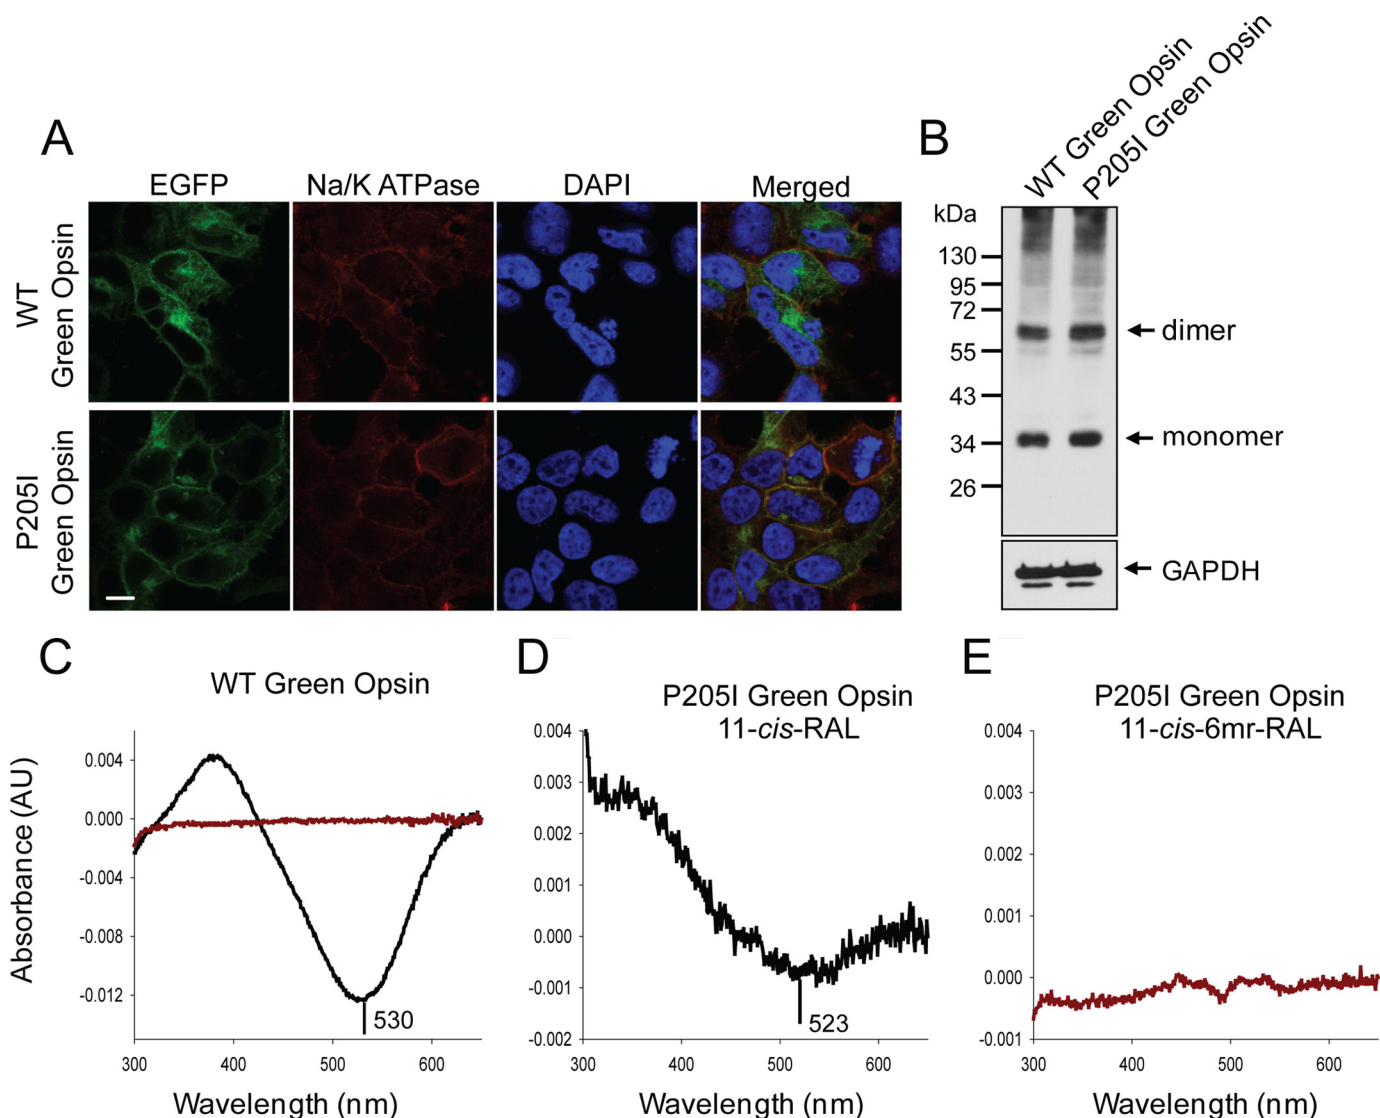 A
EGFP
Na/K ATPase
DAPI
Merged
WT
Green Opsin
P205I
Green Opsin
B
WT Green Opsin
P205I Green Opsin
kDa
130
95
72
55
43
34
26
dimer
monomer
GAPDH
C
WT Green Opsin
Absorbance (AU)
0.004
0.000
-0.004
-0.008
-0.012
530
300
400
500
600
Wavelength (nm)
D
P205I Green Opsin
11-cis-RAL
0.004
0.003
0.002
0.001
0.000
-0.001
-0.002
523
300
400
500
600
Wavelength (nm)
E
P205I Green Opsin
11-cis-6mr-RAL
0.004
0.003
0.002
0.001
0.000
-0.001
300
400
500
600
Wavelength (nm)